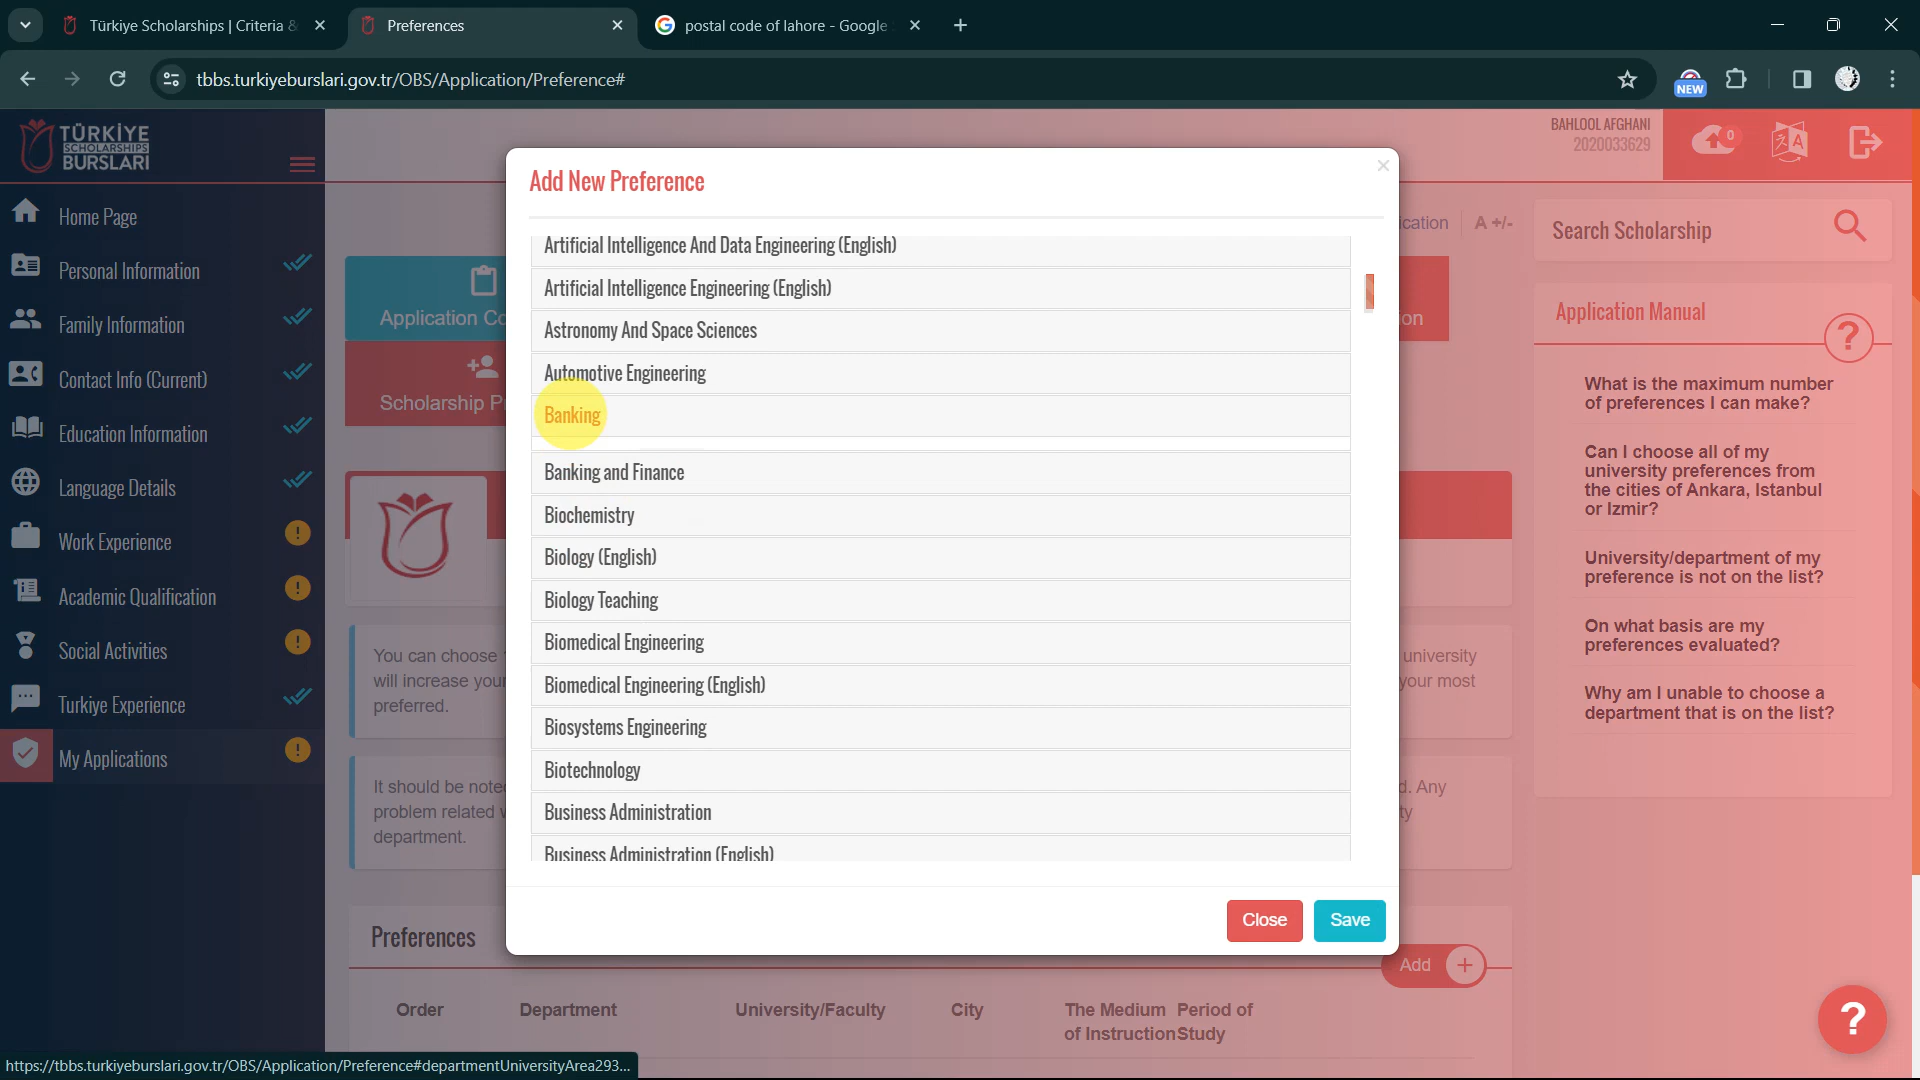 Türkiye Scholarships | Criteria &
Preferences
postal code of lahore - Google
tbbs.turkiyeburslari.gov.tr/OBS/Application/Preference#
NEW
TÜRKİYE
SCHOLARSHIPS
BURSLARI
BAHLOOL AFGHANI
2020033629
0
A
Home Page
Personal Information
Family Information
Contact Info (Current)
Education Information
Language Details
Work Experience
!
Academic Qualification
!
Social Activities
!
Turkiye Experience
My Applications
!
Application Co
Scholarship P
ication
A +/-
on
You can choose
will increase your
preferred.
university
your most
It should be note
problem related
department.
d. Any
ty
Add New Preference
×
Artificial Intelligence And Data Engineering (English)
Artificial Intelligence Engineering (English)
Astronomy And Space Sciences
Automotive Engineering
Banking
Banking and Finance
Biochemistry
Biology (English)
Biology Teaching
Biomedical Engineering
Biomedical Engineering (English)
Biosystems Engineering
Biotechnology
Business Administration
Business Administration (English)
Close
Save
Preferences
Add +
Order
Department
University/Faculty
City
The Medium
of Instruction
Period of
Study
Search Scholarship
Application Manual
?
What is the maximum number
of preferences I can make?
Can I choose all of my
university preferences from
the cities of Ankara, Istanbul
or Izmir?
University/department of my
preference is not on the list?
On what basis are my
preferences evaluated?
Why am I unable to choose a
department that is on the list?
?
https://tbbs.turkiyeburslari.gov.tr/OBS/Application/Preference#departmentUniversityArea293...